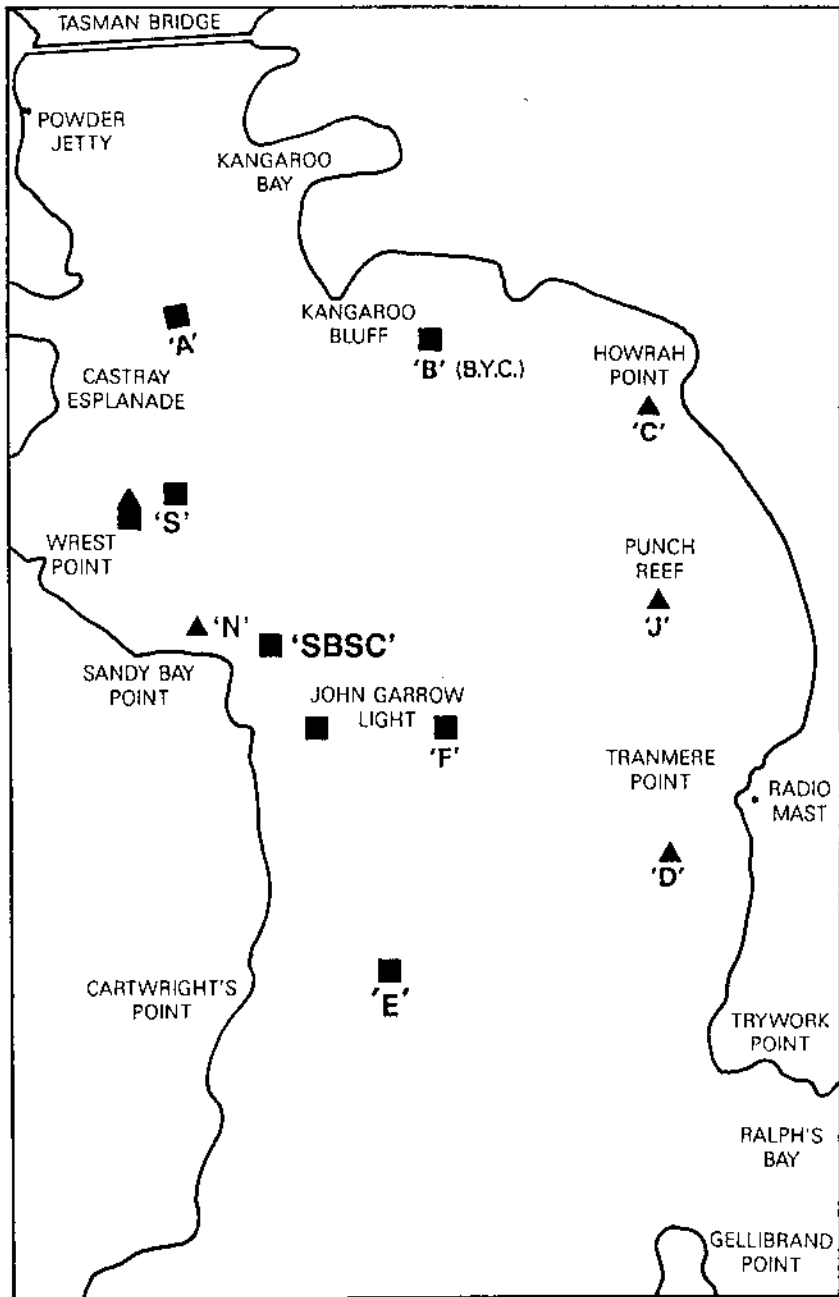 TASMAN BRIDGE
POWDER
JETTY
KANGAROO
BAY
KANGAROO
BLUFF
'A'
'B' (B.Y.C.)
HOWRAH
POINT
CASTRAY
ESPLANADE
'C'
'S'
WREST
POINT
PUNCH
REEF
'J'
'N'
'SBSC'
SANDY BAY
POINT
JOHN GARROW
LIGHT
'F'
TRANMERE
POINT
RADIO
MAST
'D'
CARTWRIGHT'S
POINT
'E'
TRYWORK
POINT
RALPH'S
BAY
GELLIBRAND
POINT